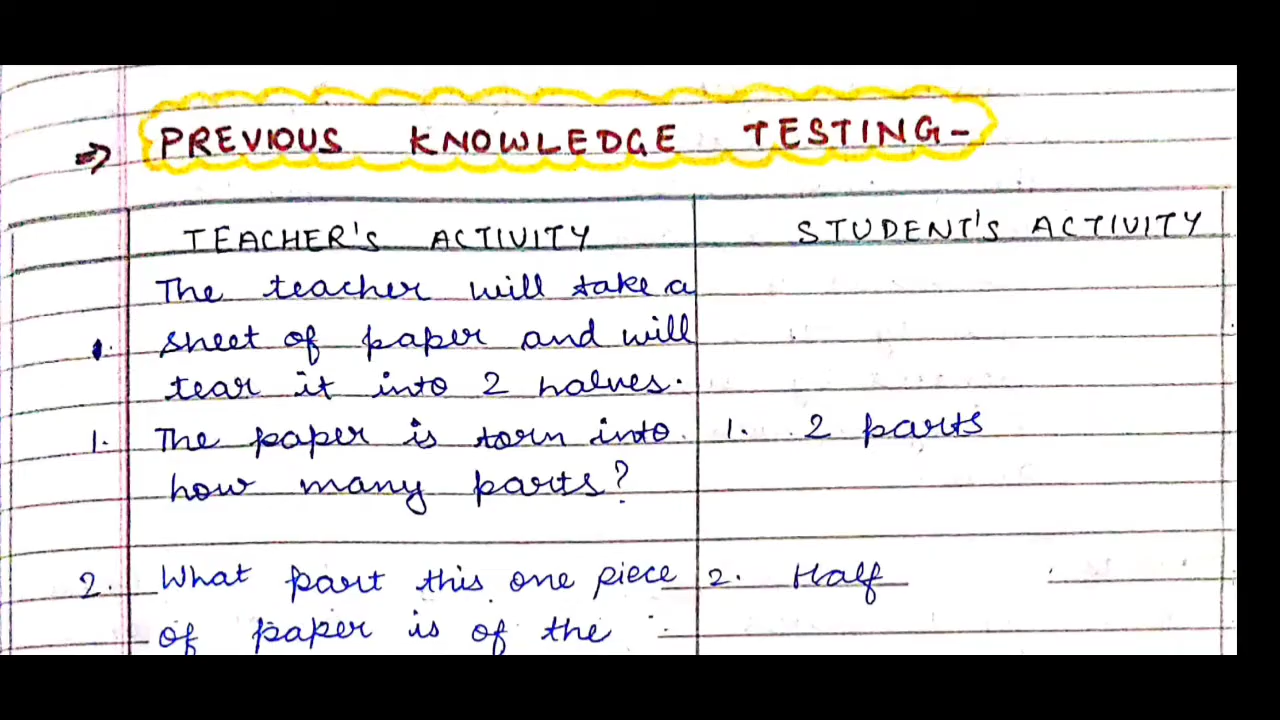 ⇒ PREVIOUS KNOWLEDGE TESTING-
TEACHER'S ACTIVITY STUDENT'S ACTIVITY
The teacher will take a
sheet of paper and will
tear it into 2 halves.
1. The paper is torn into 1. 2 parts
how many parts?
2. What part this one piece 2. Half
of paper is of the